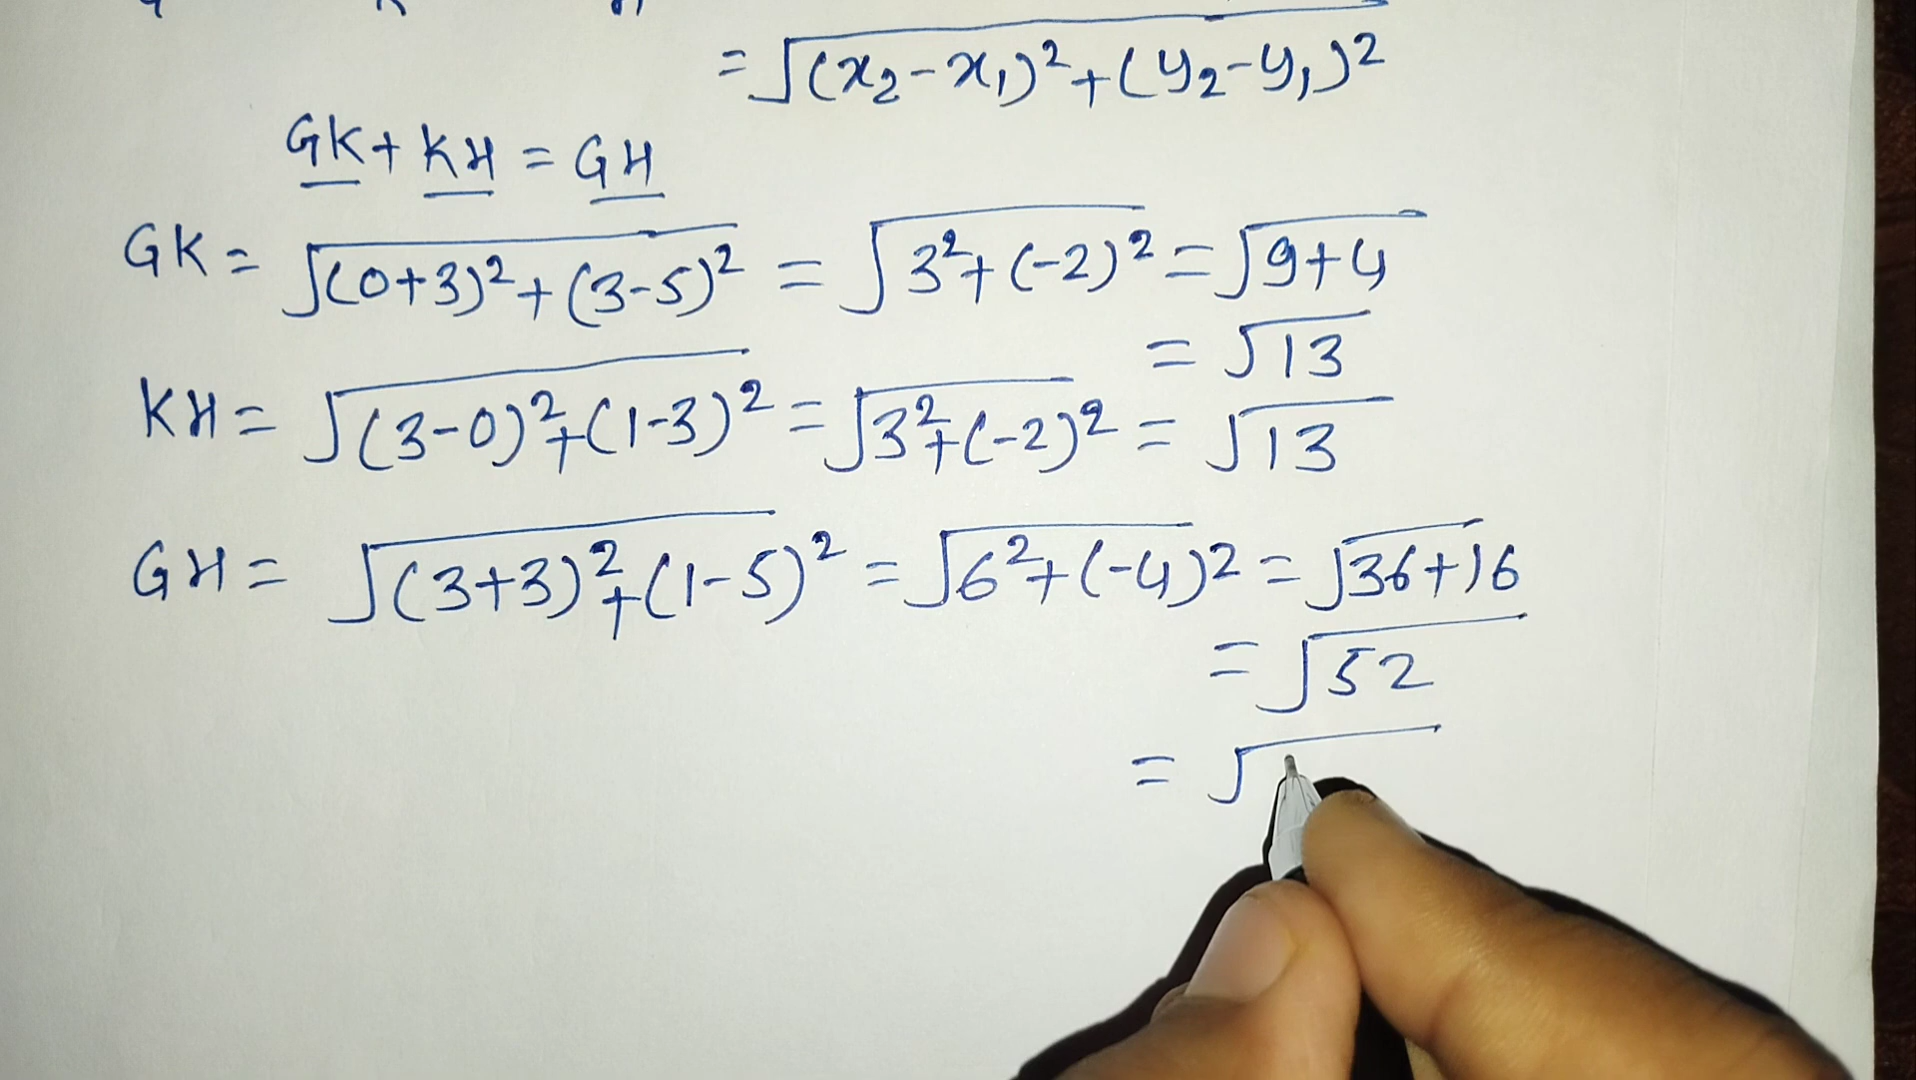 = √(x₂-x₁)²+(y₂-y₁)²
GK+KH = GH
GK = √(0+3)²+(3-5)² = √3²+(-2)² = √9+4
= √13
KH = √(3-0)²+(1-3)² = √3²+(-2)² = √13
GH = √(3+3)²+(1-5)² = √6²+(-4)² = √36+16
= √52
= √